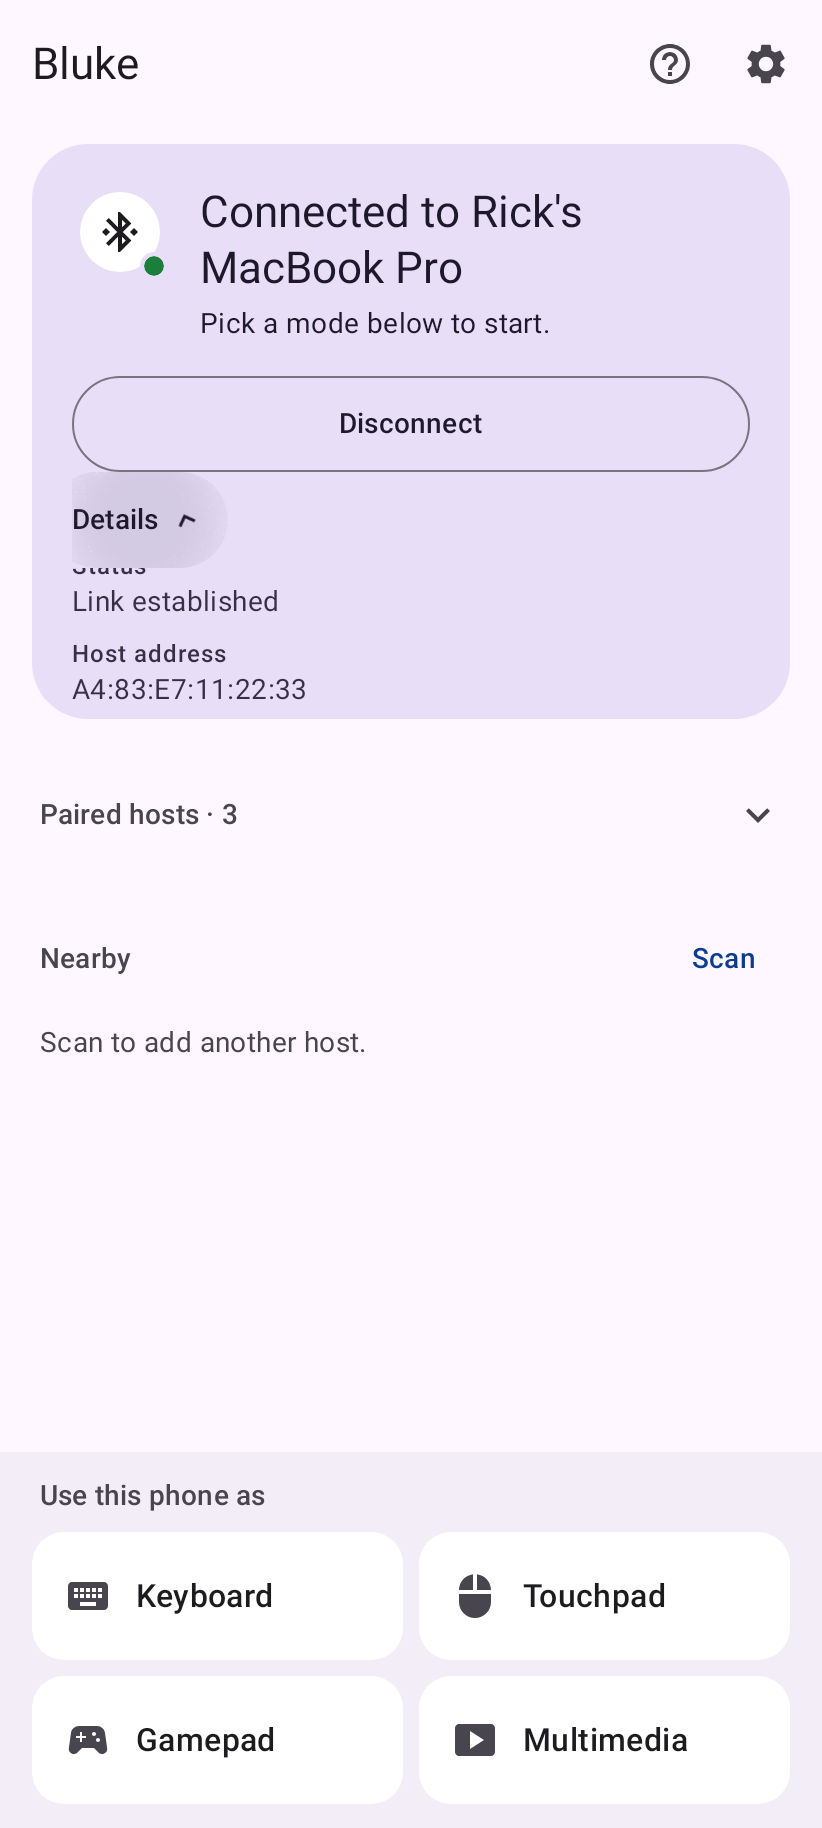 Bluke
Connected to Rick's
MacBook Pro
Pick a mode below to start.
Disconnect
Details
Status
Link established
Host address
A4:83:E7:11:22:33
Paired hosts · 3
Nearby
Scan
Scan to add another host.
Use this phone as
Keyboard
Touchpad
Gamepad
Multimedia